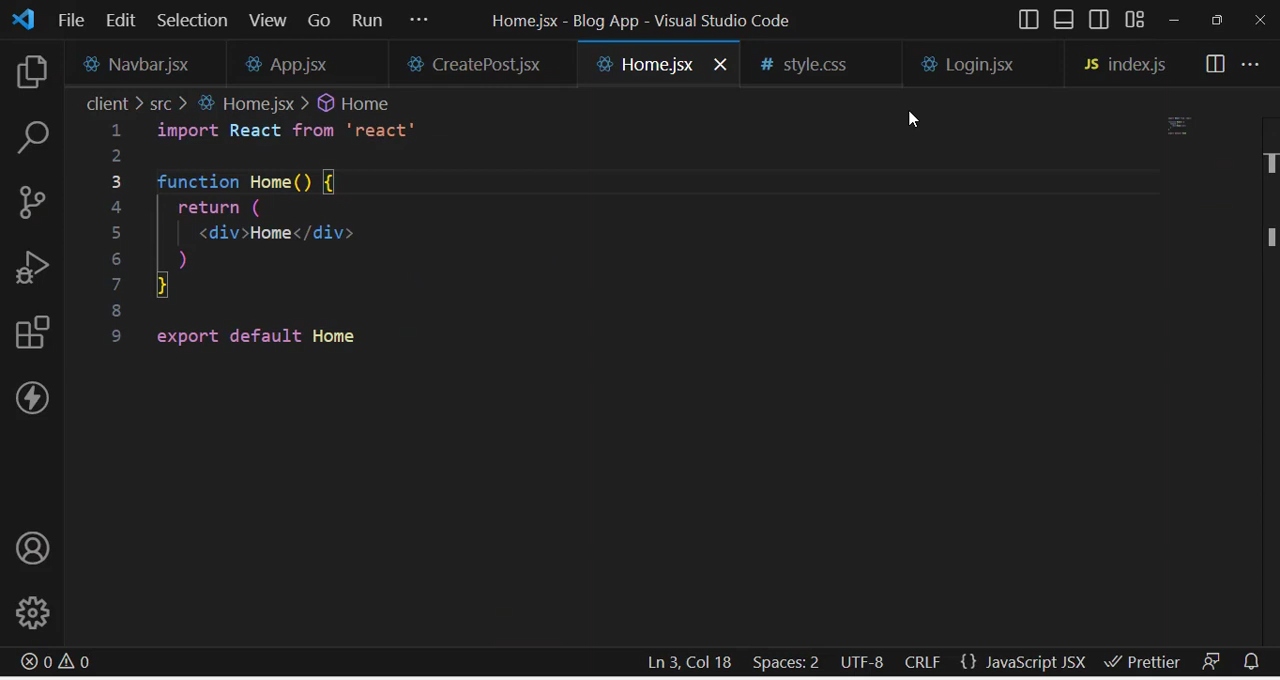 File Edit Selection View Go Run ··· Home.jsx - Blog App - Visual Studio Code
Navbar.jsx App.jsx CreatePost.jsx Home.jsx # style.css Login.jsx JS index.js ···
client > src > Home.jsx > Home
1 import React from 'react'
2
3 function Home() {
4 return (
5 <div>Home</div>
6 )
7 }
8
9 export default Home
0 0 Ln 3, Col 18 Spaces: 2 UTF-8 CRLF {} JavaScript JSX Prettier